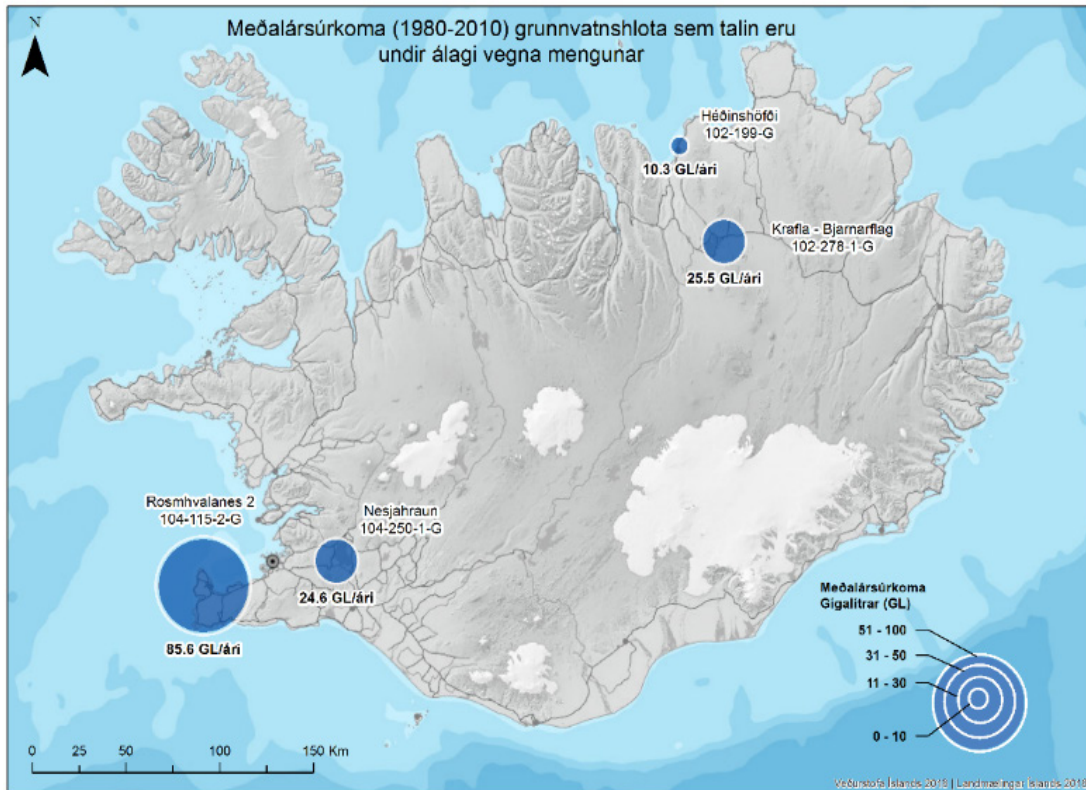 N
Meðalársúrkoma (1980-2010) grunnvatnshlota sem talin eru
undir álagi vegna mengunar
Héðinshöfði
102-199-G
10.3 GL/ári
Krafla - Bjarnarflag
102-278-1-G
25.5 GL/ári
Rosmhvalanes 2
104-115-2-G
85.6 GL/ári
Nesjahraun
104-250-1-G
24.6 GL/ári
Meðalársúrkoma
Gígalítrar (GL)
51 - 100
31 - 50
11 - 30
0 - 10
0 25 50 100 150 Km
Veðurstofa Íslands 2019 | Landmælingar Íslands 2019